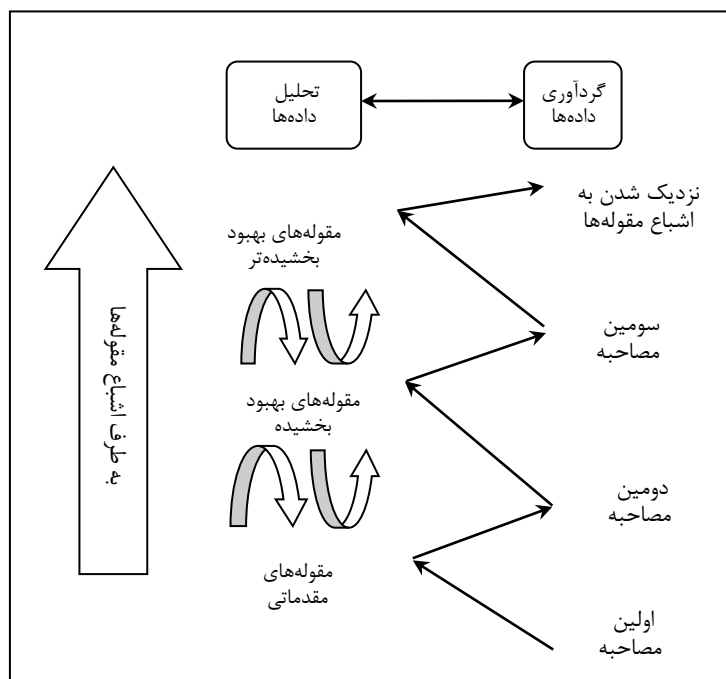 گردآوری
داده‌ها
تحلیل
داده‌ها
نزدیک شدن به
اشباع مقوله‌ها
مقوله‌های بهبود
بخشیده‌تر
سومین
مصاحبه
به طرف اشباع مقوله‌ها
مقوله‌های بهبود
بخشیده
دومین
مصاحبه
مقوله‌های
مقدماتی
اولین
مصاحبه